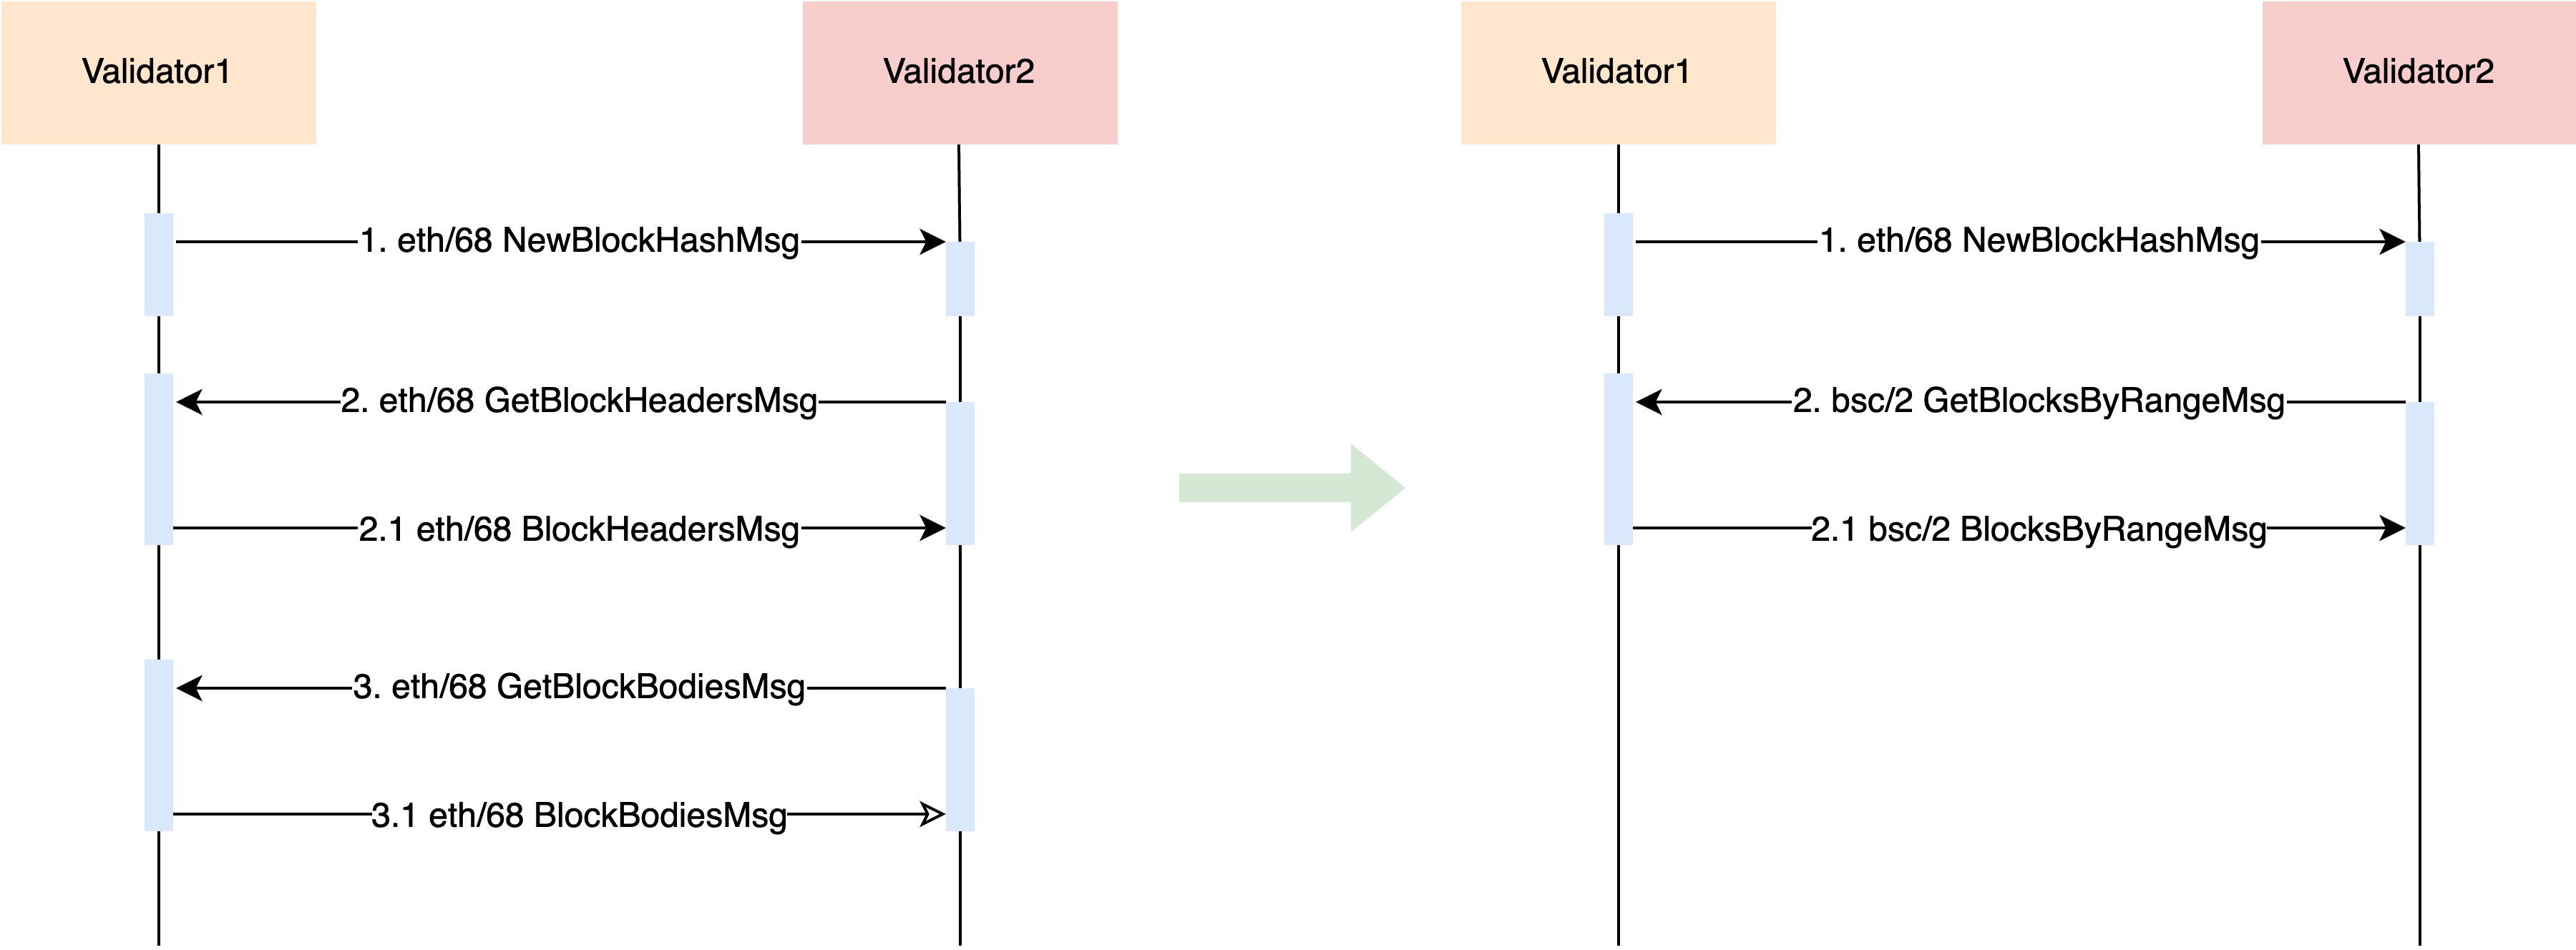 Validator1
Validator2
1. eth/68 NewBlockHashMsg
2. eth/68 GetBlockHeadersMsg
2.1 eth/68 BlockHeadersMsg
3. eth/68 GetBlockBodiesMsg
3.1 eth/68 BlockBodiesMsg
Validator1
Validator2
1. eth/68 NewBlockHashMsg
2. bsc/2 GetBlocksByRangeMsg
2.1 bsc/2 BlocksByRangeMsg